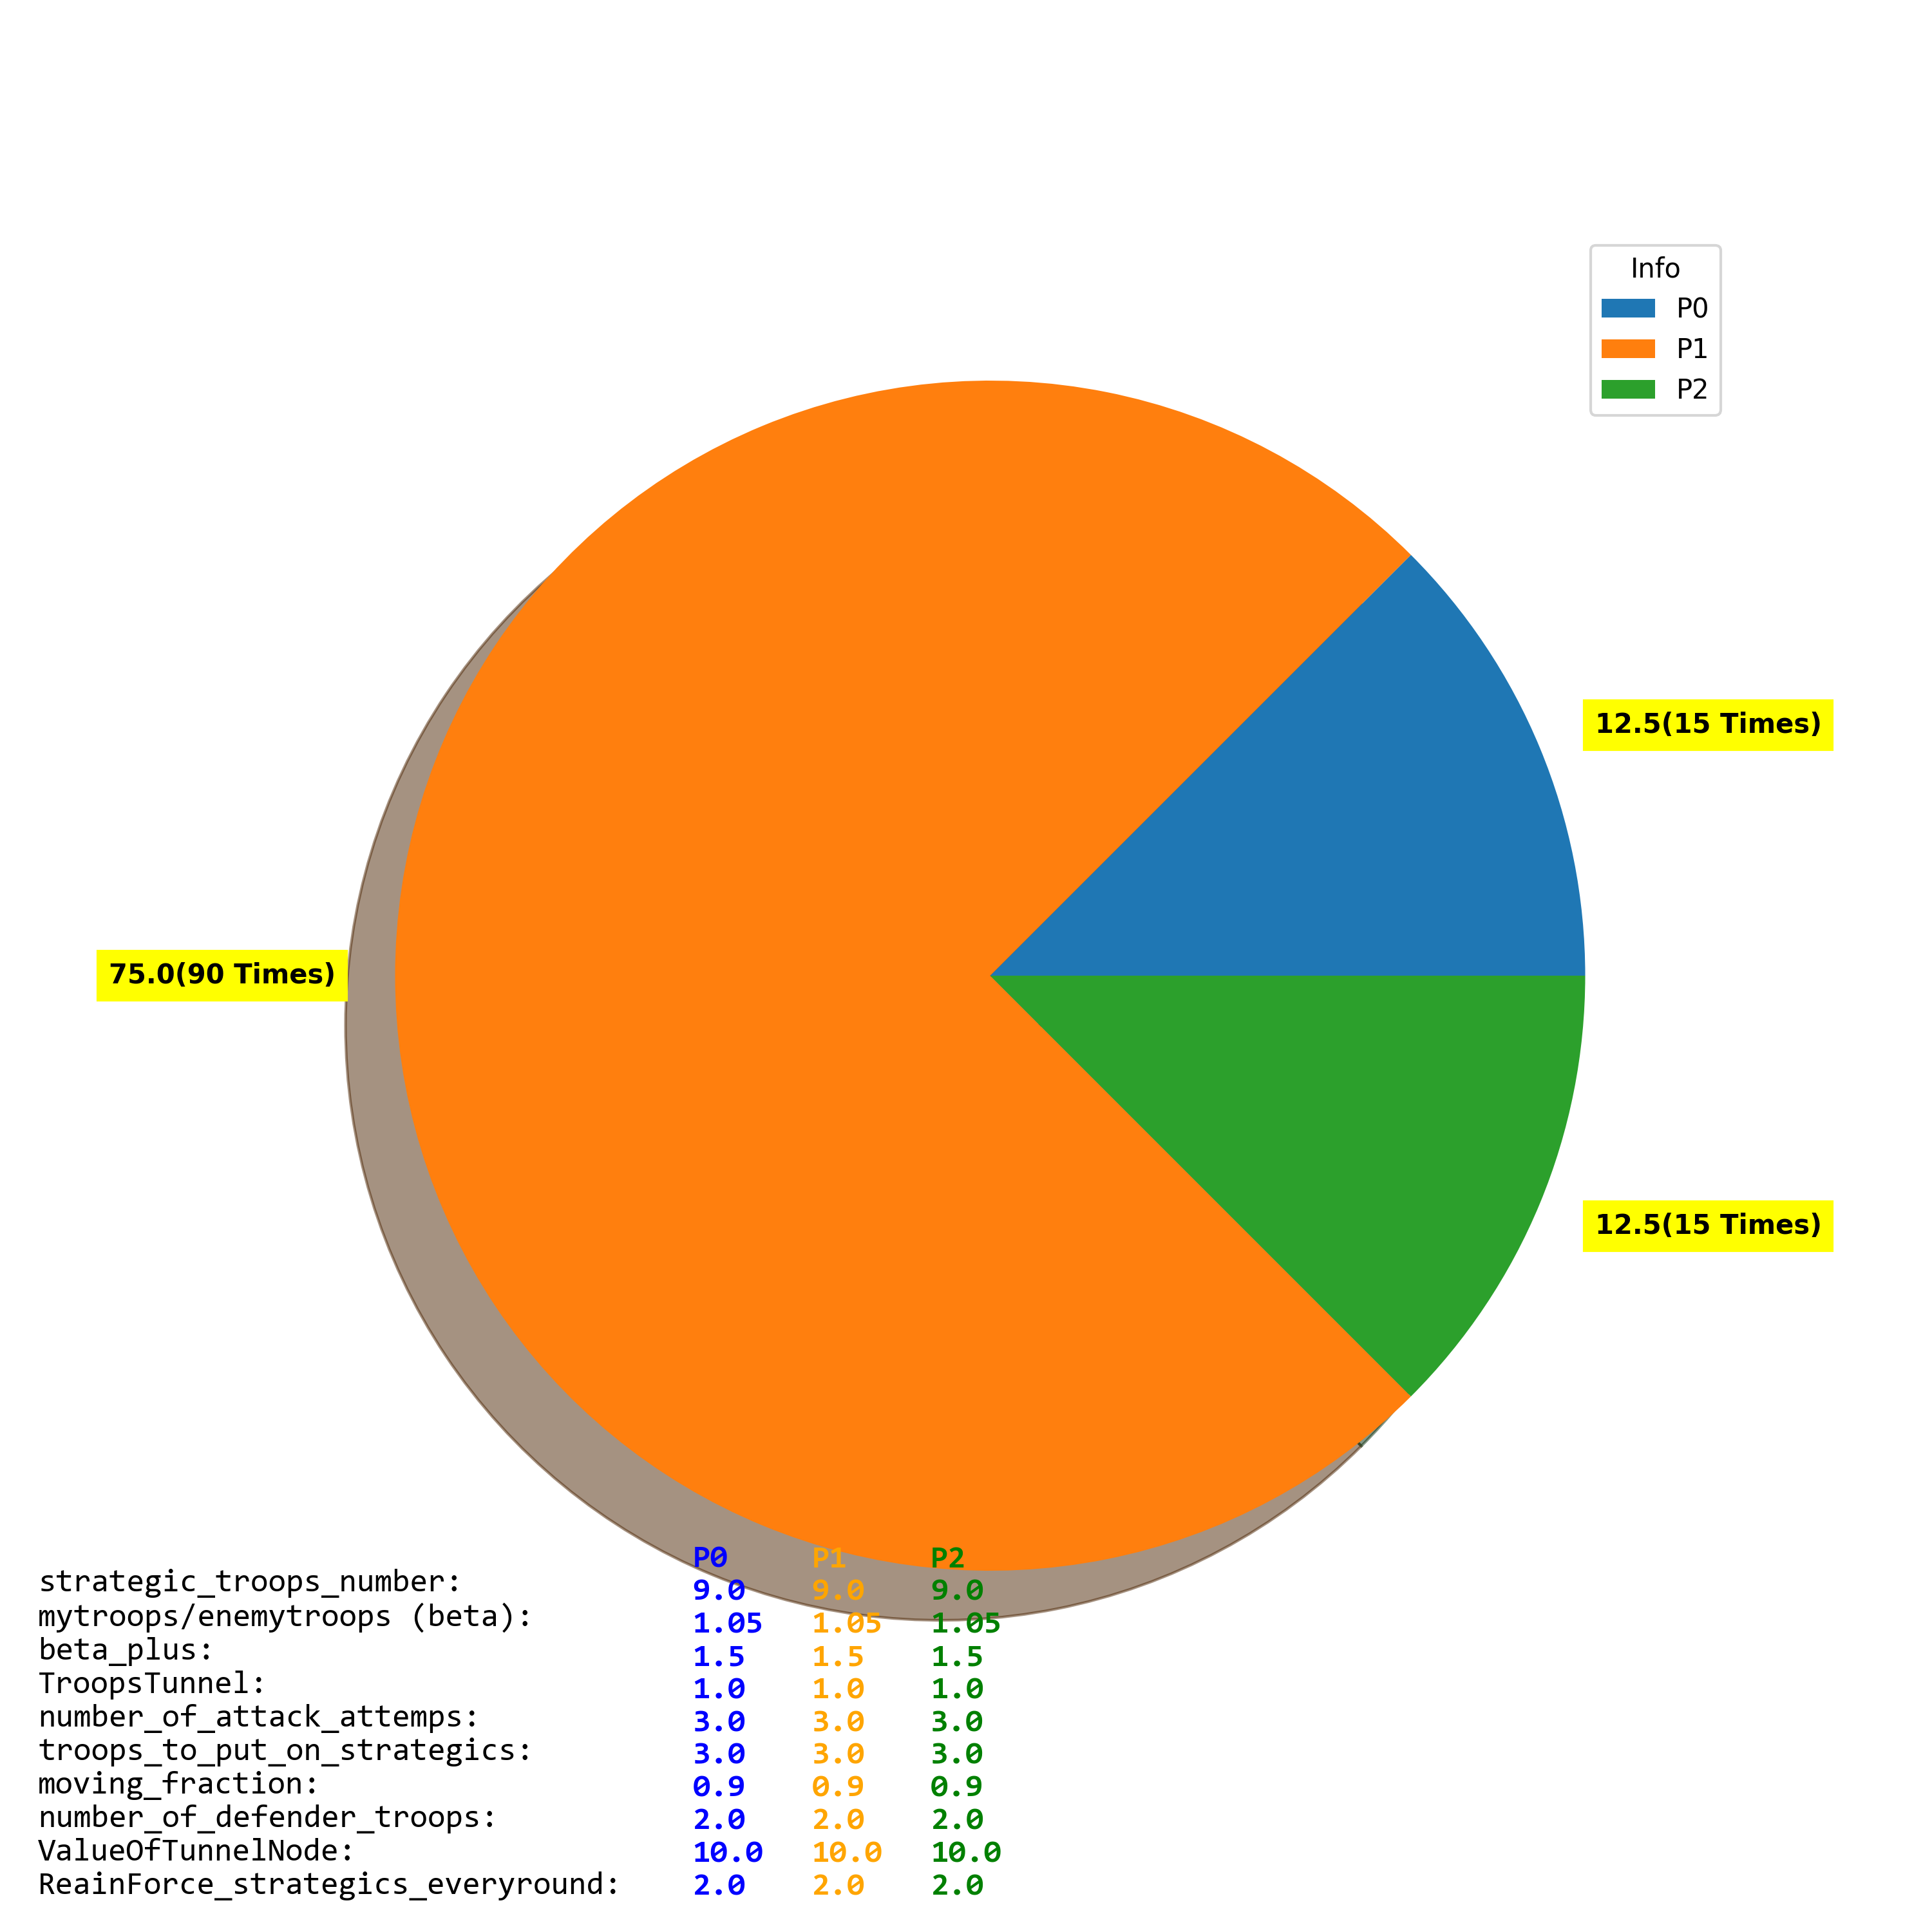 Info
P0
P1
P2
12.5(15 Times)
75.0(90 Times)
12.5(15 Times)
P0 P1 P2
strategic_troops_number: 9.0 9.0 9.0
mytroops/enemytroops (beta): 1.05 1.05 1.05
beta_plus: 1.5 1.5 1.5
TroopsTunnel: 1.0 1.0 1.0
number_of_attack_attemps: 3.0 3.0 3.0
troops_to_put_on_strategics: 3.0 3.0 3.0
moving_fraction: 0.9 0.9 0.9
number_of_defender_troops: 2.0 2.0 2.0
ValueOfTunnelNode: 10.0 10.0 10.0
ReainForce_strategics_everyround: 2.0 2.0 2.0